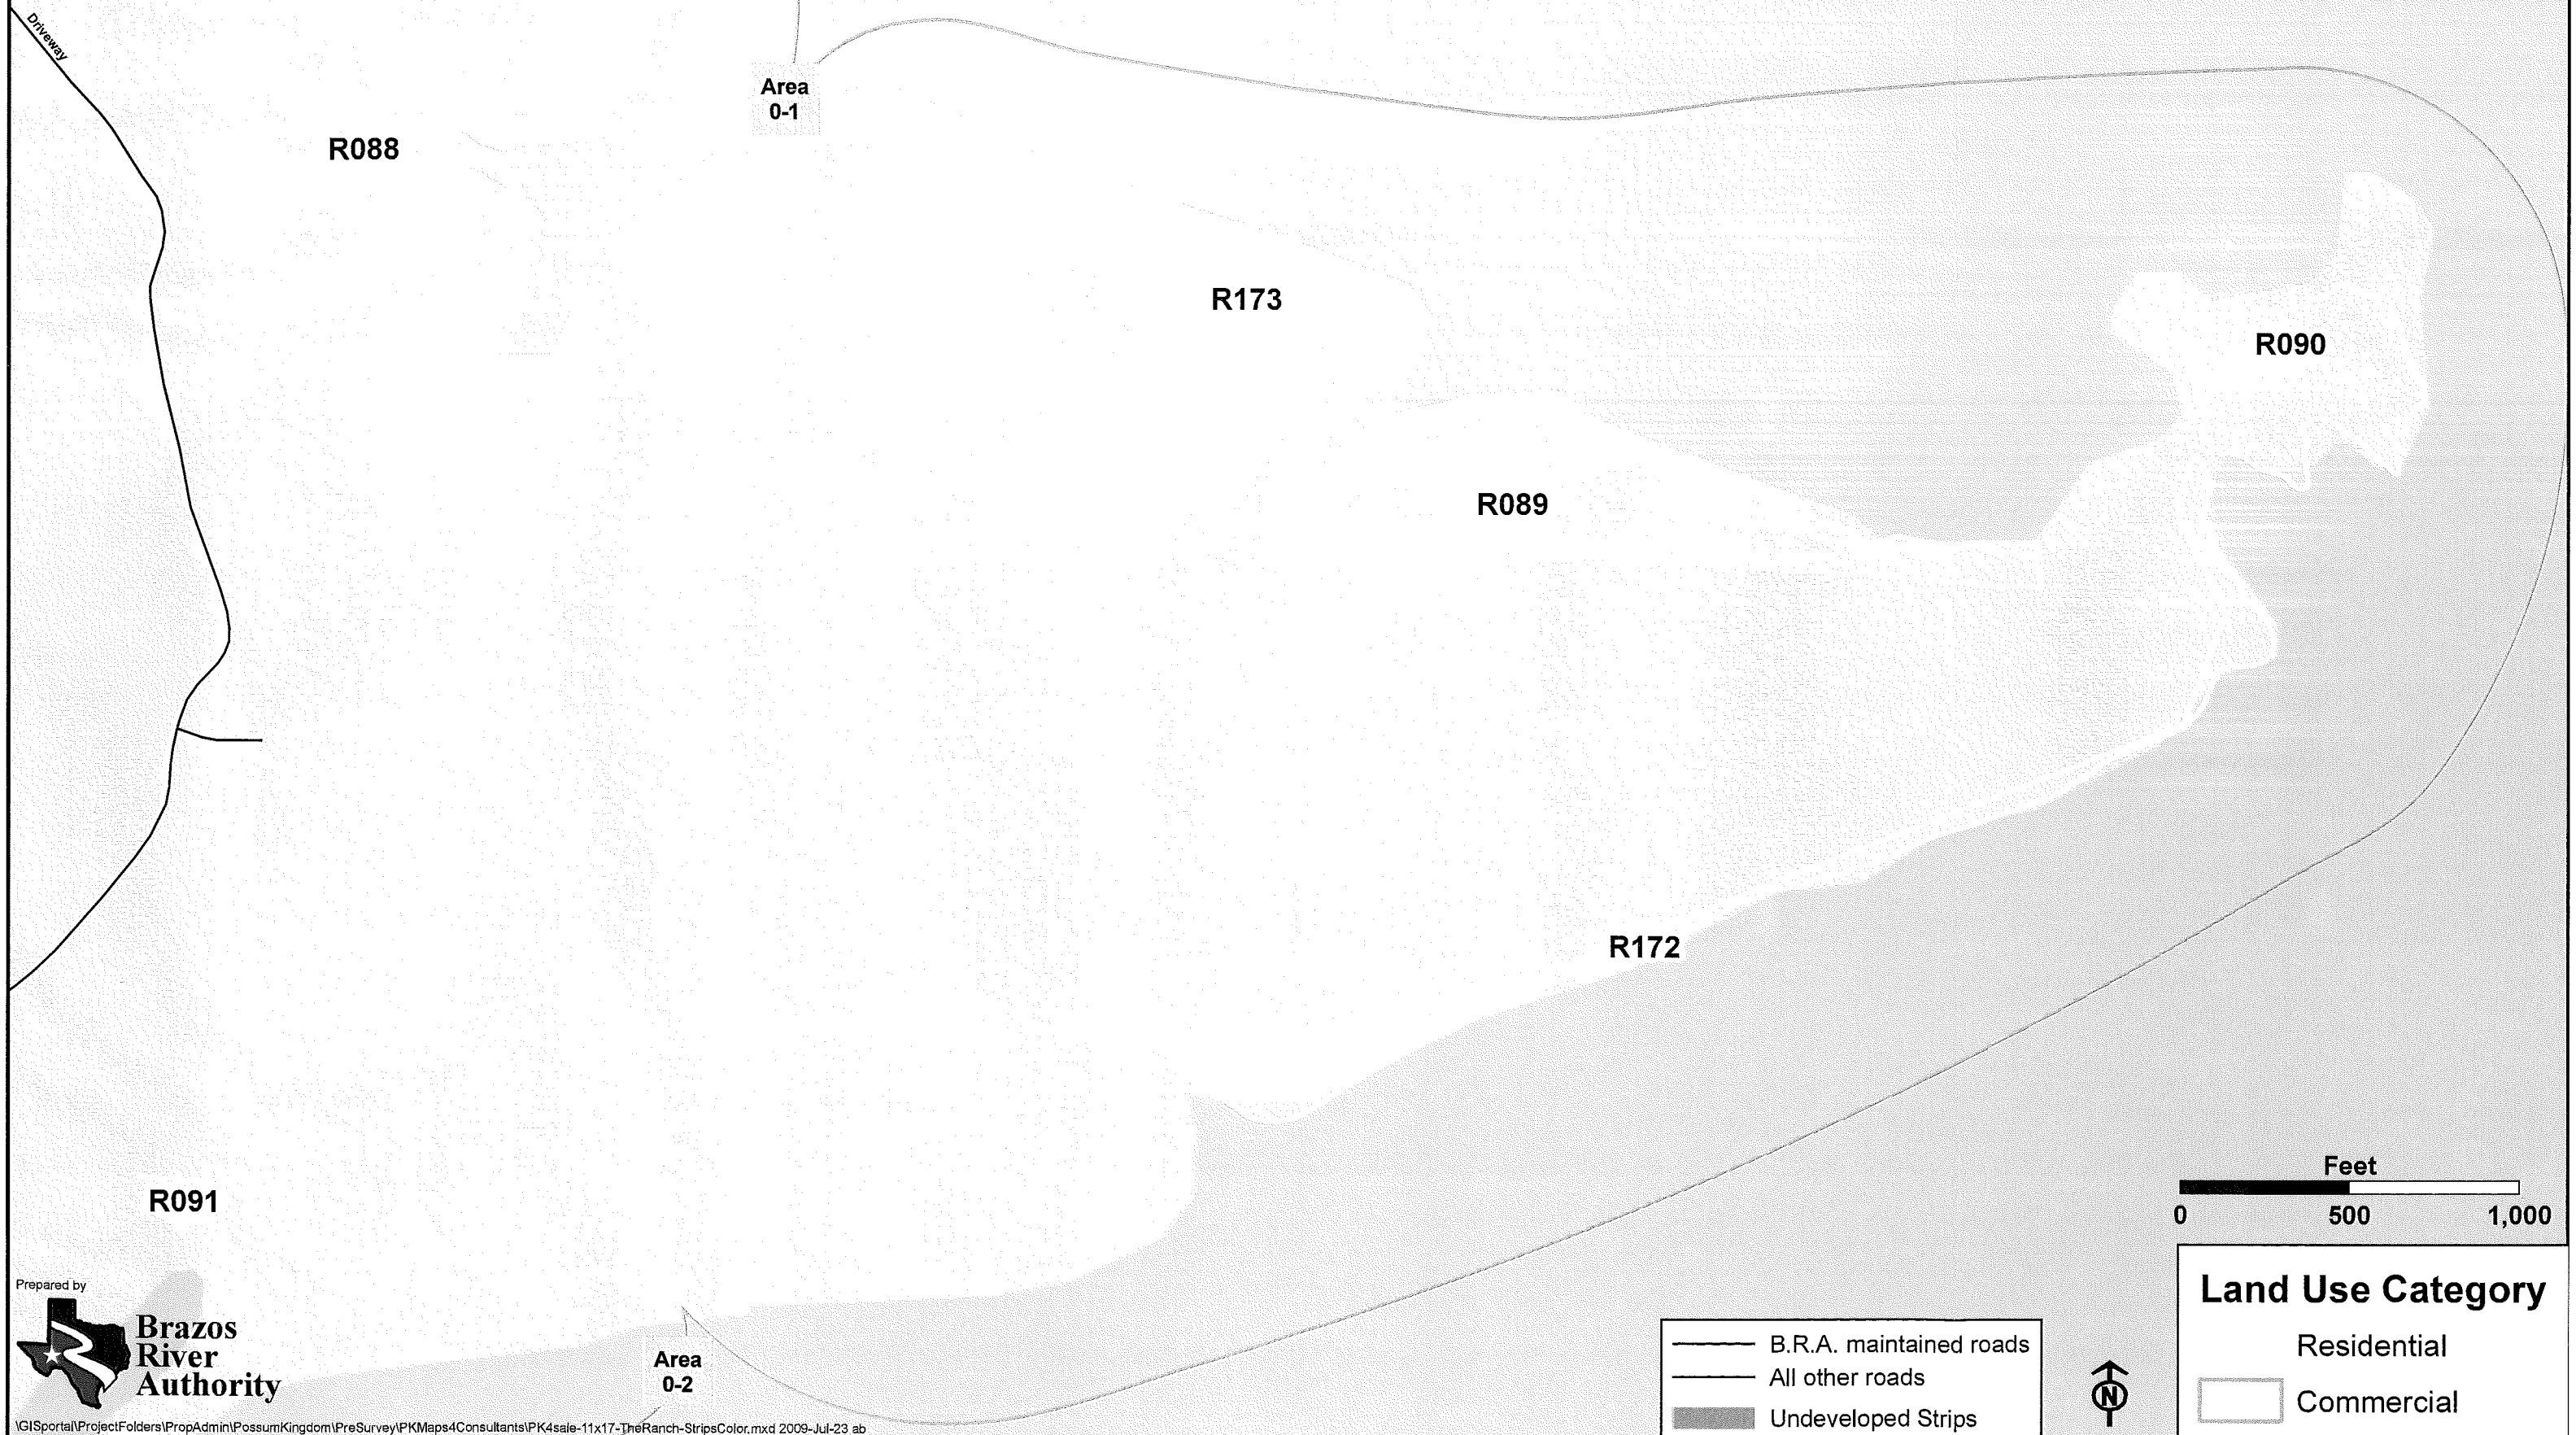 Driveway
Area
0-1
R088
R173
R090
R089
R172
R091
Feet
0 500 1,000
Prepared by
Brazos
River
Authority
Area
0-2
B.R.A. maintained roads
All other roads
Undeveloped Strips
N
Land Use Category
Residential
Commercial
\GISportal\ProjectFolders\PropAdmin\PossumKingdom\PreSurvey\PKMaps4Consultants\PK4sale-11x17-TheRanch-StripsColor.mxd 2009-Jul-23 ab